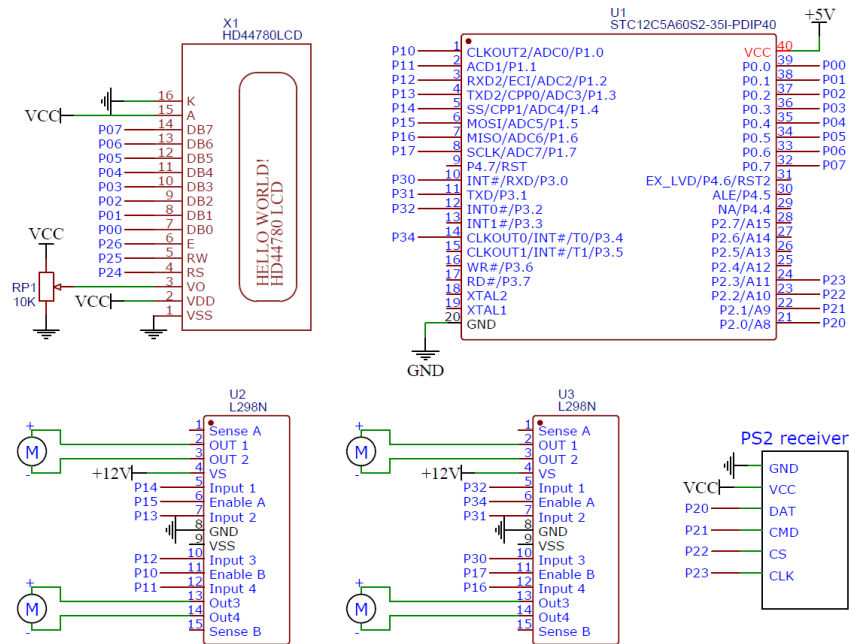 X1
HD44780LCD
16 K
VCC 15 A
P07 14 DB7
P06 13 DB6
P05 12 DB5
P04 11 DB4
P03 10 DB3
P02 9 DB2
P01 8 DB1
P00 7 DB0
P26 6 E
P25 5 RW
P24 4 RS
3 VO
VCC 2 VDD
1 VSS
HELLO WORLD!
HD44780 LCD
VCC
RP1
10K
U1
STC12C5A60S2-35I-PDIP40
+5V
P10 1 CLKOUT2/ADC0/P1.0 VCC 40
P11 2 ACD1/P1.1 P0.0 39 P00
P12 3 RXD2/ECI/ADC2/P1.2 P0.1 38 P01
P13 4 TXD2/CPP0/ADC3/P1.3 P0.2 37 P02
P14 5 SS/CPP1/ADC4/P1.4 P0.3 36 P03
P15 6 MOSI/ADC5/P1.5 P0.4 35 P04
P16 7 MISO/ADC6/P1.6 P0.5 34 P05
P17 8 SCLK/ADC7/P1.7 P0.6 33 P06
9 P4.7/RST P0.7 32 P07
P30 10 INT#/RXD/P3.0 EX_LVD/P4.6/RST2 31
P31 11 TXD/P3.1 ALE/P4.5 30
P32 12 INT0#/P3.2 NA/P4.4 29
13 INT1#/P3.3 P2.7/A15 28
P34 14 CLKOUT0/INT#/T0/P3.4 P2.6/A14 27
15 CLKOUT1/INT#/T1/P3.5 P2.5/A13 26
16 WR#/P3.6 P2.4/A12 25
17 RD#/P3.7 P2.3/A11 24 P23
18 XTAL2 P2.2/A10 23 P22
19 XTAL1 P2.1/A9 22 P21
20 GND P2.0/A8 21 P20
GND
U2
L298N
1 Sense A
2 OUT 1
3 OUT 2
+12V 4 VS
P14 5 Input 1
P15 6 Enable A
P13 7 Input 2
8 GND
9 VSS
P12 10 Input 3
P10 11 Enable B
P11 12 Input 4
13 Out3
14 Out4
15 Sense B
+
M
-
+
M
-
U3
L298N
1 Sense A
2 OUT 1
3 OUT 2
+12V 4 VS
P32 5 Input 1
P34 6 Enable A
P31 7 Input 2
8 GND
9 VSS
P30 10 Input 3
P17 11 Enable B
P16 12 Input 4
13 Out3
14 Out4
15 Sense B
+
M
-
+
M
-
PS2 receiver
GND
VCC VCC
P20 DAT
P21 CMD
P22 CS
P23 CLK